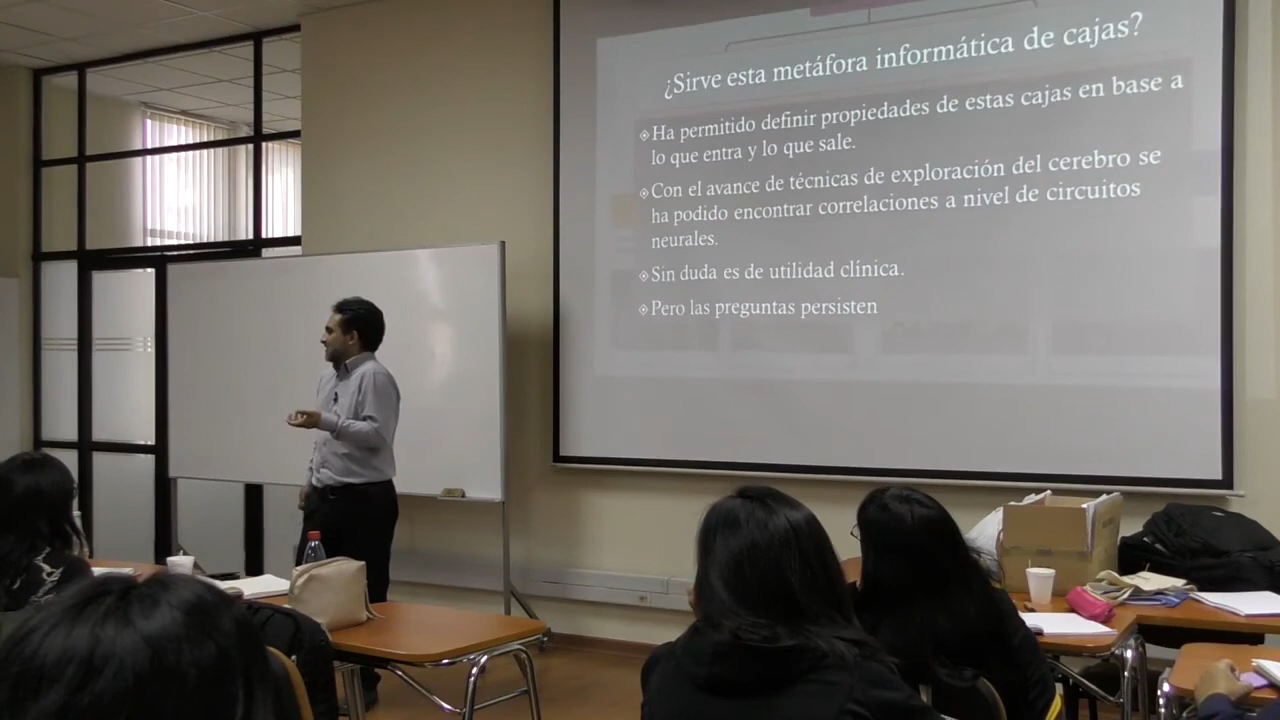 ¿Sirve esta metáfora informática de cajas?
Ha permitido definir propiedades de estas cajas en base a
lo que entra y lo que sale.
Con el avance de técnicas de exploración del cerebro se
ha podido encontrar correlaciones a nivel de circuitos
neurales.
Sin duda es de utilidad clínica.
Pero las preguntas persisten